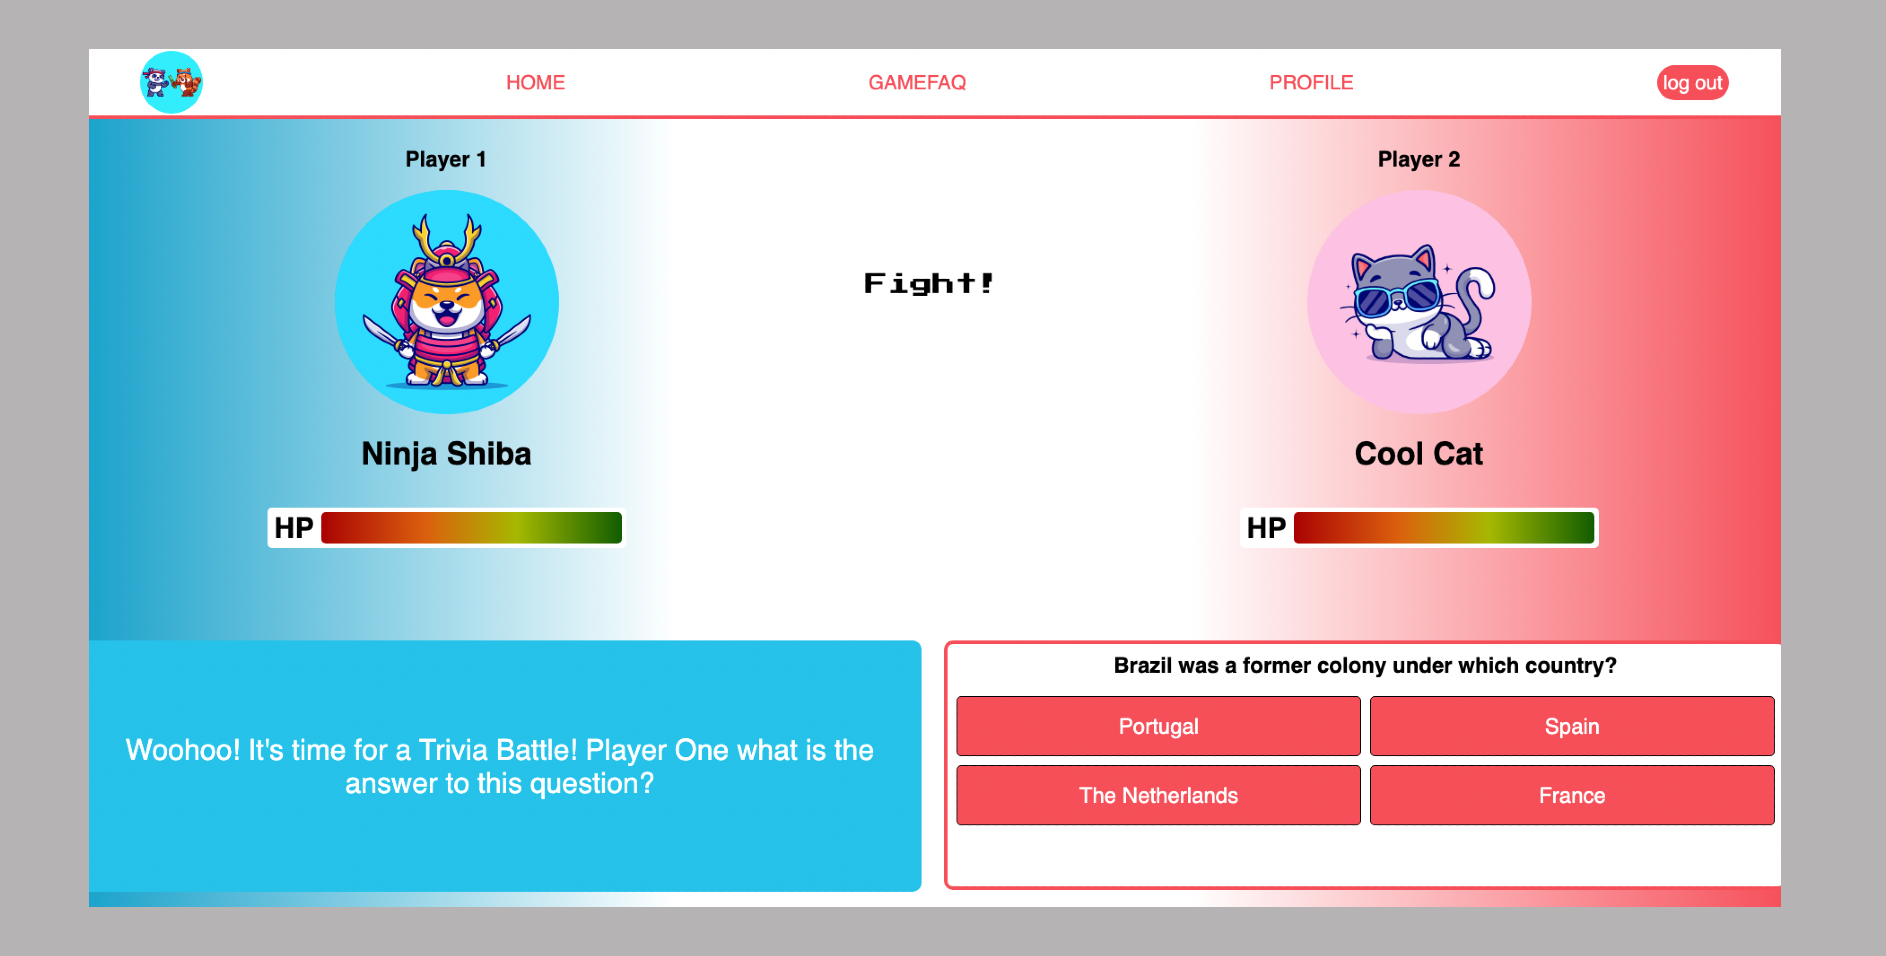 HOME
GAMEFAQ
PROFILE
log out
Player 1
Player 2
Fight!
Ninja Shiba
Cool Cat
HP
HP
Woohoo! It's time for a Trivia Battle! Player One what is the
answer to this question?
Brazil was a former colony under which country?
Portugal
Spain
The Netherlands
France